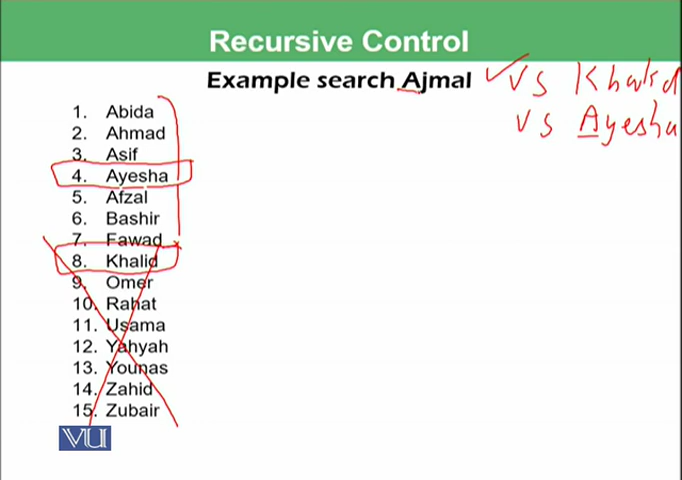 Recursive Control
Example search Ajmal
vs Khalid
vs Ayesha
1. Abida
2. Ahmad
3. Asif
4. Ayesha
5. Afzal
6. Bashir
7. Fawad
8. Khalid
9. Omer
10. Rahat
11. Usama
12. Yahyah
13. Younas
14. Zahid
15. Zubair
VU